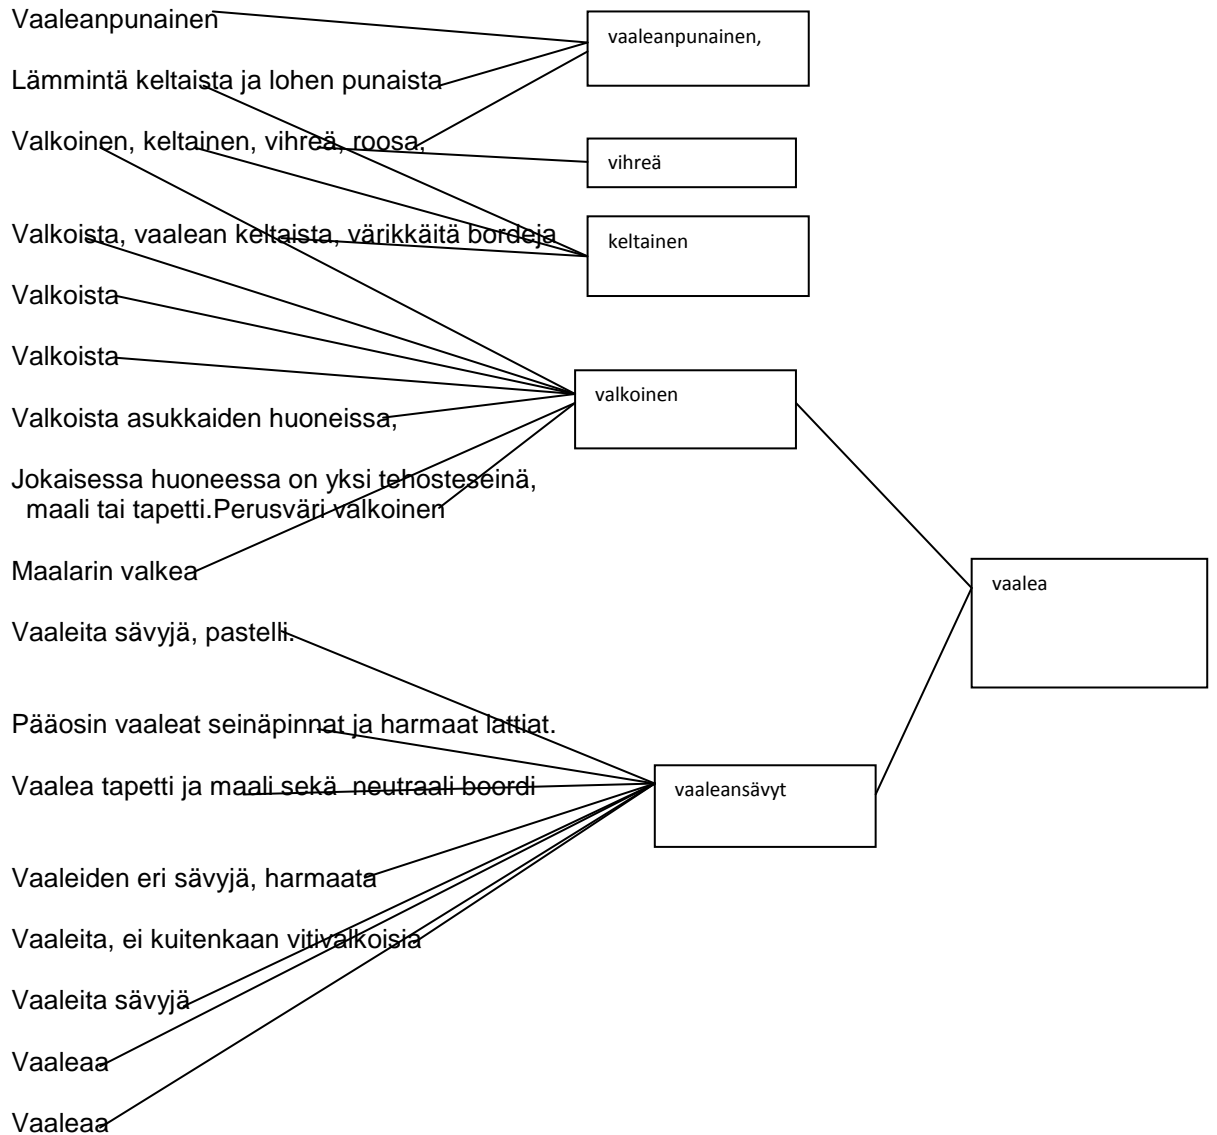 Vaaleanpunainen
vaaleanpunainen,
Lämmintä keltaista ja lohen punaista
Valkoinen, keltainen, vihreä, roosa,
vihreä
Valkoista, vaalean keltaista, värikkäitä bordeja
keltainen
Valkoista
Valkoista
valkoinen
Valkoista asukkaiden huoneissa,
Jokaisessa huoneessa on yksi tehosteseinä,
maali tai tapetti.Perusväri valkoinen
Maalarin valkea
vaalea
Vaaleita sävyjä, pastelli.
Pääosin vaaleat seinäpinnat ja harmaat lattiat.
Vaalea tapetti ja maali sekä  neutraali boordi
vaaleansävyt
Vaaleiden eri sävyjä, harmaata
Vaaleita, ei kuitenkaan vitivalkoisia
Vaaleita sävyjä
Vaaleaa
Vaaleaa